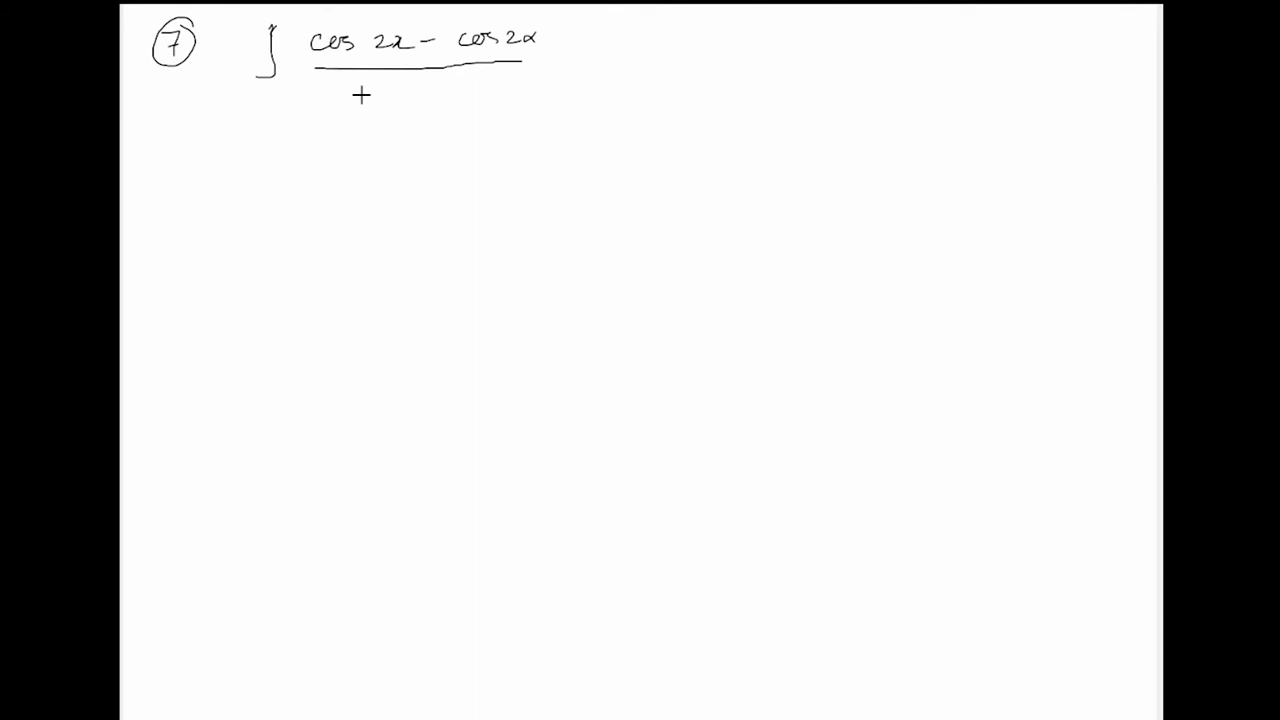 ⑦ ∫ cos 2x - cos 2α